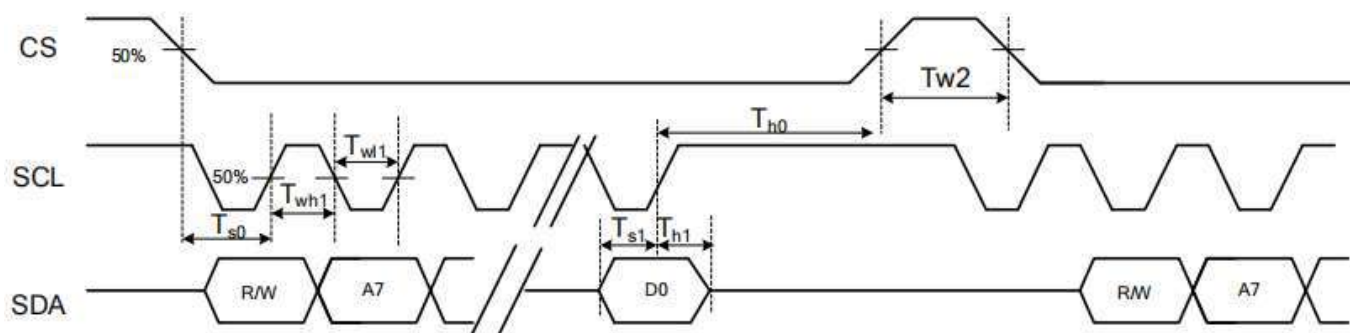 CS
50%
Tw2
T_h0
T_wl1
SCL
50%
T_wh1
T_s0
T_s1
T_h1
SDA
R/W
A7
D0
R/W
A7